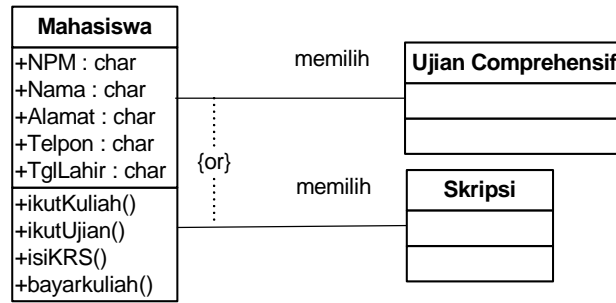 Mahasiswa
+NPM : char
+Nama : char
+Alamat : char
+Telpon : char
+TglLahir : char
+ikutKuliah()
+ikutUjian()
+isiKRS()
+bayarkuliah()
memilih
{or}
memilih
Ujian Comprehensif
Skripsi